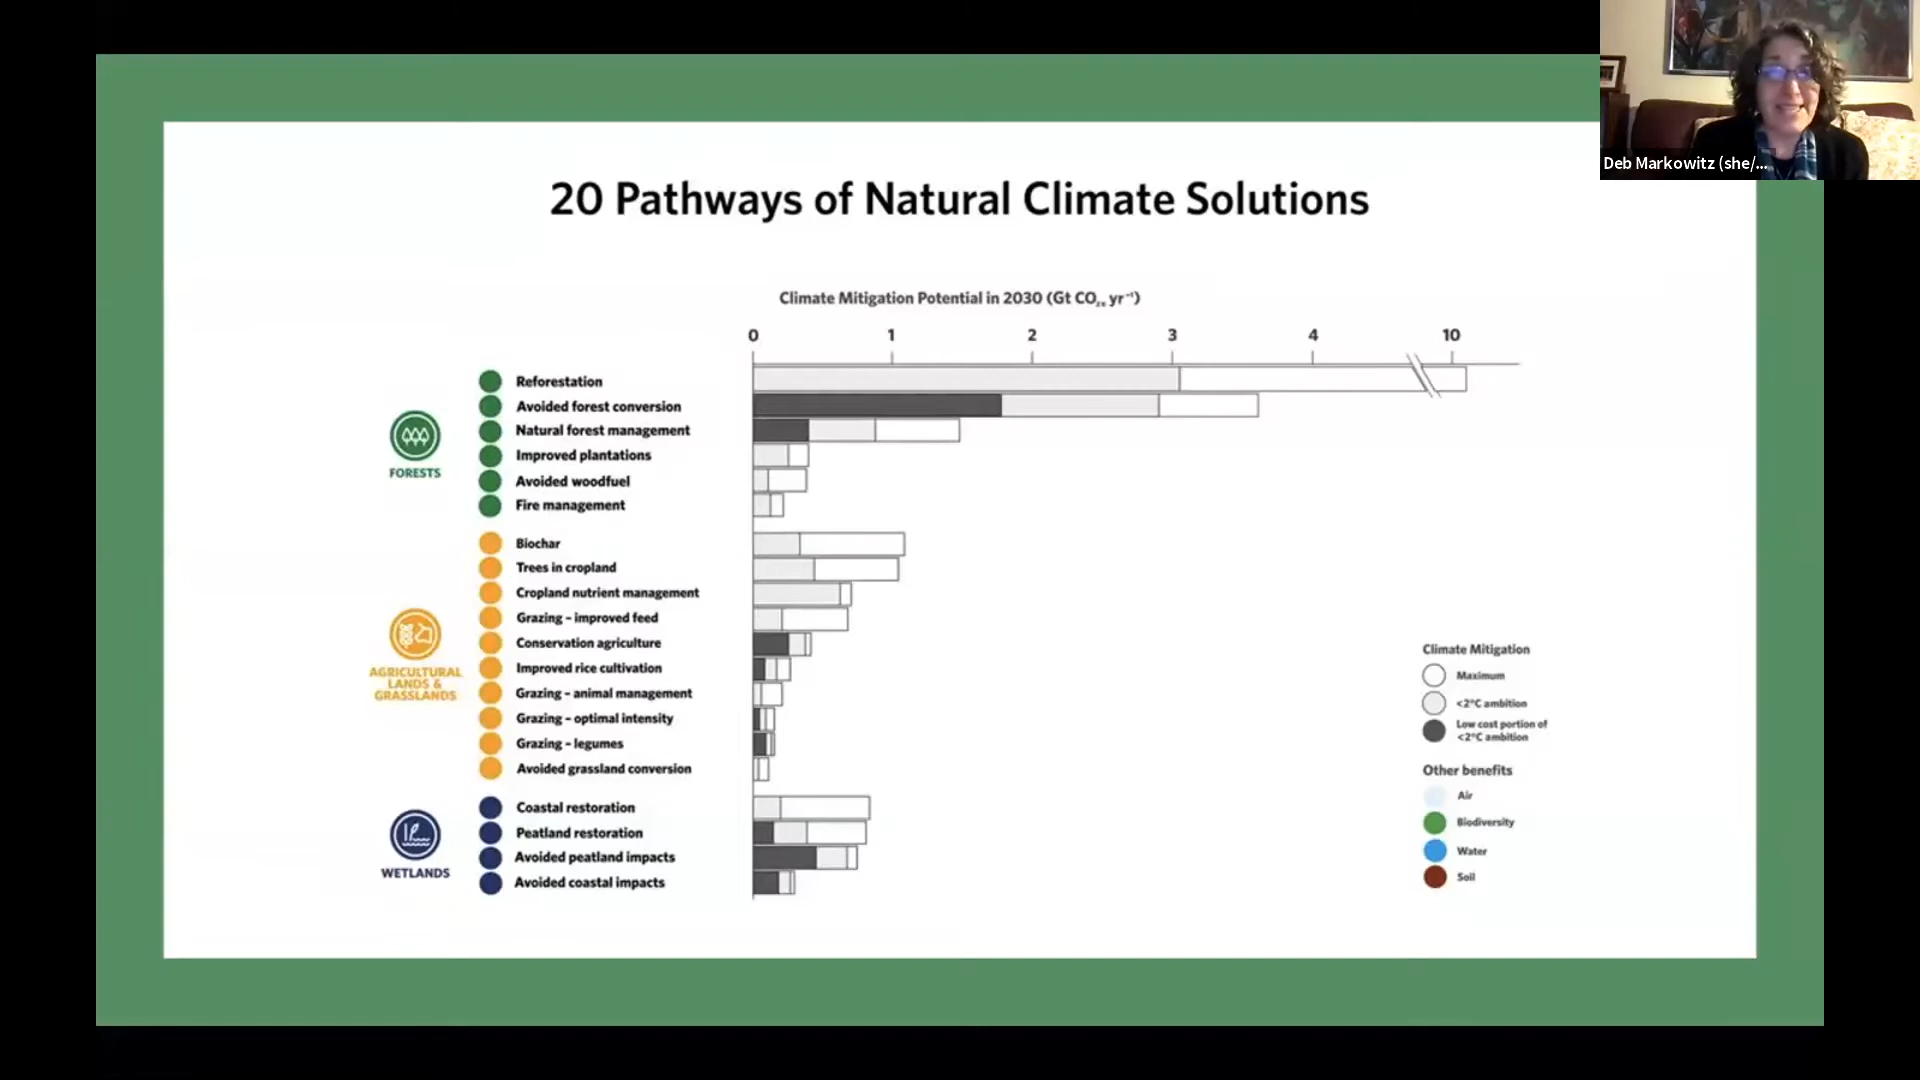 Deb Markowitz (she/...
20 Pathways of Natural Climate Solutions
Climate Mitigation Potential in 2030 (Gt CO₂ₑ yr⁻¹)
0 1 2 3 4 10
Reforestation
Avoided forest conversion
Natural forest management
Improved plantations
Avoided woodfuel
Fire management
FORESTS
Biochar
Trees in cropland
Cropland nutrient management
Grazing – improved feed
Conservation agriculture
Improved rice cultivation
Grazing – animal management
Grazing – optimal intensity
Grazing – legumes
Avoided grassland conversion
AGRICULTURAL
LANDS &
GRASSLANDS
Coastal restoration
Peatland restoration
Avoided peatland impacts
Avoided coastal impacts
WETLANDS
Climate Mitigation
Maximum
<2°C ambition
Low cost portion of
<2°C ambition
Other benefits
Air
Biodiversity
Water
Soil